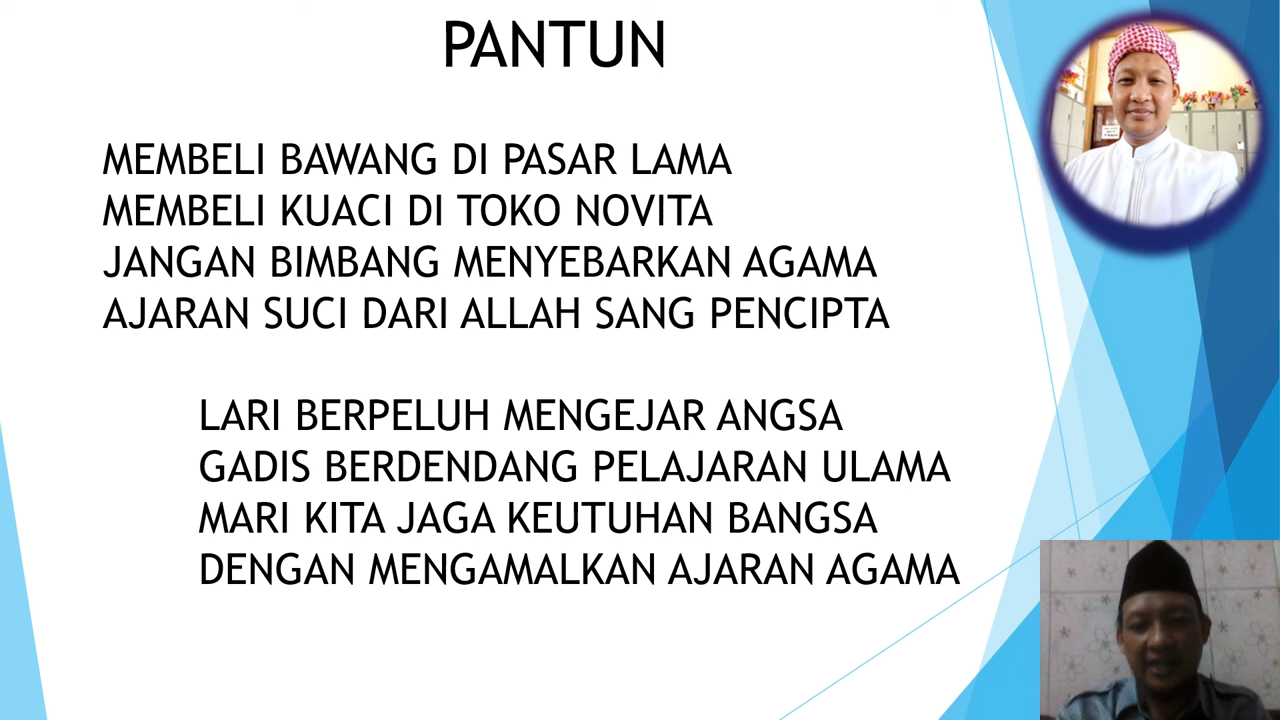 PANTUN
MEMBELI BAWANG DI PASAR LAMA
MEMBELI KUACI DI TOKO NOVITA
JANGAN BIMBANG MENYEBARKAN AGAMA
AJARAN SUCI DARI ALLAH SANG PENCIPTA
LARI BERPELUH MENGEJAR ANGSA
GADIS BERDENDANG PELAJARAN ULAMA
MARI KITA JAGA KEUTUHAN BANGSA
DENGAN MENGAMALKAN AJARAN AGAMA